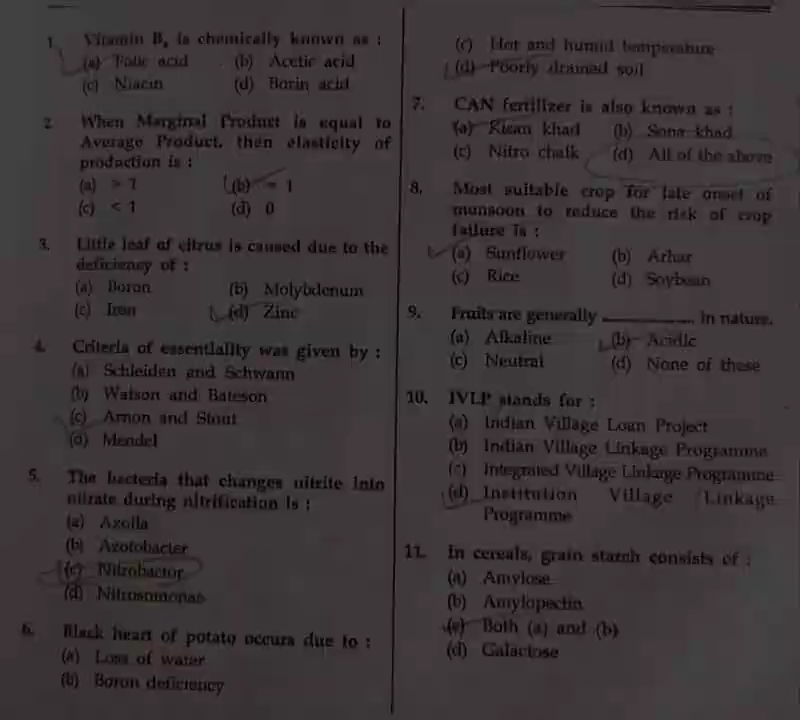 1. Vitamin B, is chemically known as :
(a) Folic acid (b) Acetic acid
(c) Niacin (d) Borin acid
2. When Marginal Product is equal to
Average Product, then elasticity of
production is :
(a) > 1 (b) = 1
(c) < 1 (d) 0
3. Little leaf of citrus is caused due to the
deficiency of :
(a) Boron (b) Molybdenum
(c) Iron (d) Zinc
4. Criteria of essentiality was given by :
(a) Schleiden and Schwann
(b) Watson and Bateson
(c) Arnon and Stout
(d) Mendel
5. The bacteria that changes nitrite into
nitrate during nitrification is :
(a) Azolla
(b) Azotobacter
(c) Nitrobactor
(d) Nitrosomonas
6. Black heart of potato occurs due to :
(a) Loss of water
(b) Boron deficiency
(c) Hot and humid temperature
(d) Poorly drained soil
7. CAN fertilizer is also known as :
(a) Kisan khad (b) Sona khad
(c) Nitro chalk (d) All of the above
8. Most suitable crop for late onset of
monsoon to reduce the risk of crop
failure is :
(a) Sunflower (b) Arhar
(c) Rice (d) Soybean
9. Fruits are generally ________ in nature.
(a) Alkaline (b) Acidic
(c) Neutral (d) None of these
10. IVLP stands for :
(a) Indian Village Loan Project
(b) Indian Village Linkage Programme
(c) Integrated Village Linkage Programme
(d) Institution Village Linkage
Programme
11. In cereals, grain starch consists of :
(a) Amylose
(b) Amylopectin
(c) Both (a) and (b)
(d) Galactose